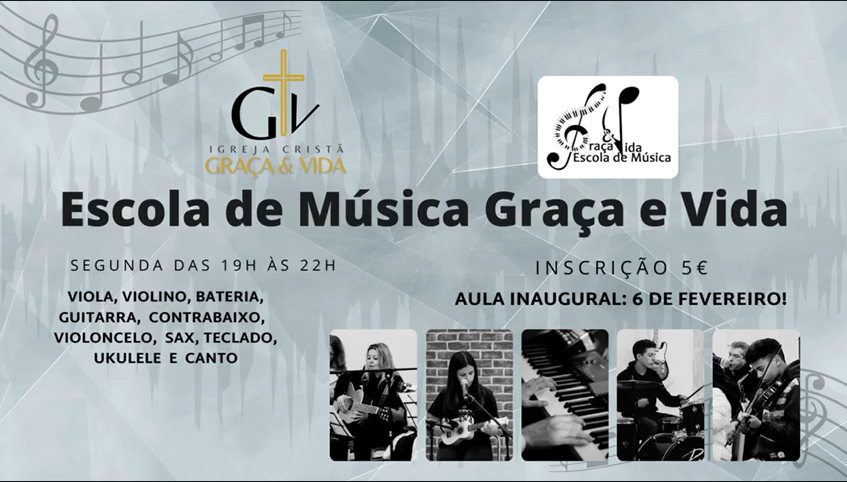 GV
IGREJA CRISTÃ
GRAÇA & VIDA
Graça & Vida
Escola de Música
Escola de Música Graça e Vida
SEGUNDA DAS 19H ÀS 22H
VIOLA, VIOLINO, BATERIA,
GUITARRA, CONTRABAIXO,
VIOLONCELO, SAX, TECLADO,
UKULELE E CANTO
INSCRIÇÃO 5€
AULA INAUGURAL: 6 DE FEVEREIRO!